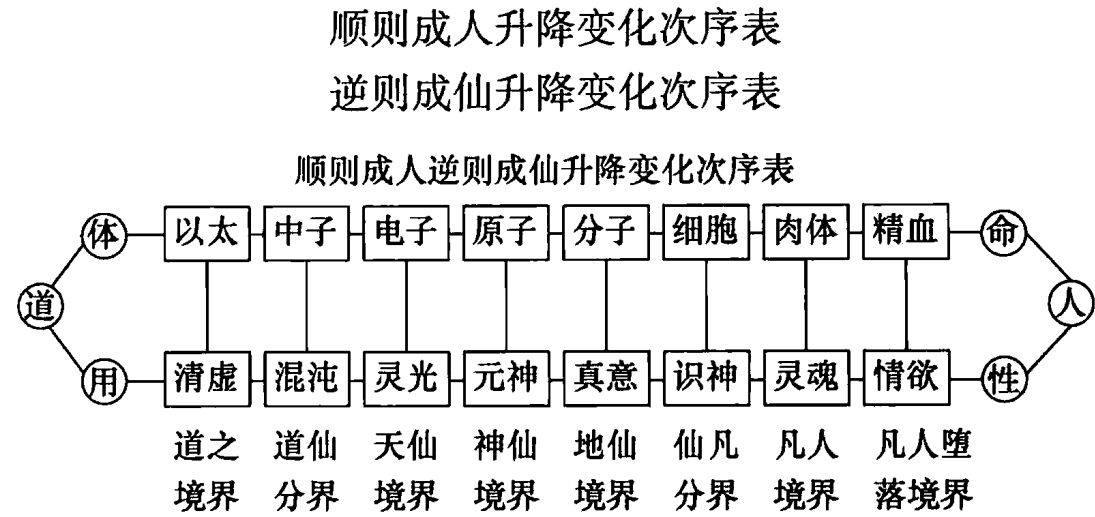 顺则成人升降变化次序表
逆则成仙升降变化次序表
顺则成人逆则成仙升降变化次序表
体 以太 中子 电子 原子 分子 细胞 肉体 精血 命
道 人
用 清虚 混沌 灵光 元神 真意 识神 灵魂 情欲 性
道之 道仙 天仙 神仙 地仙 仙凡 凡人 凡人堕
境界 分界 境界 境界 境界 分界 境界 落境界